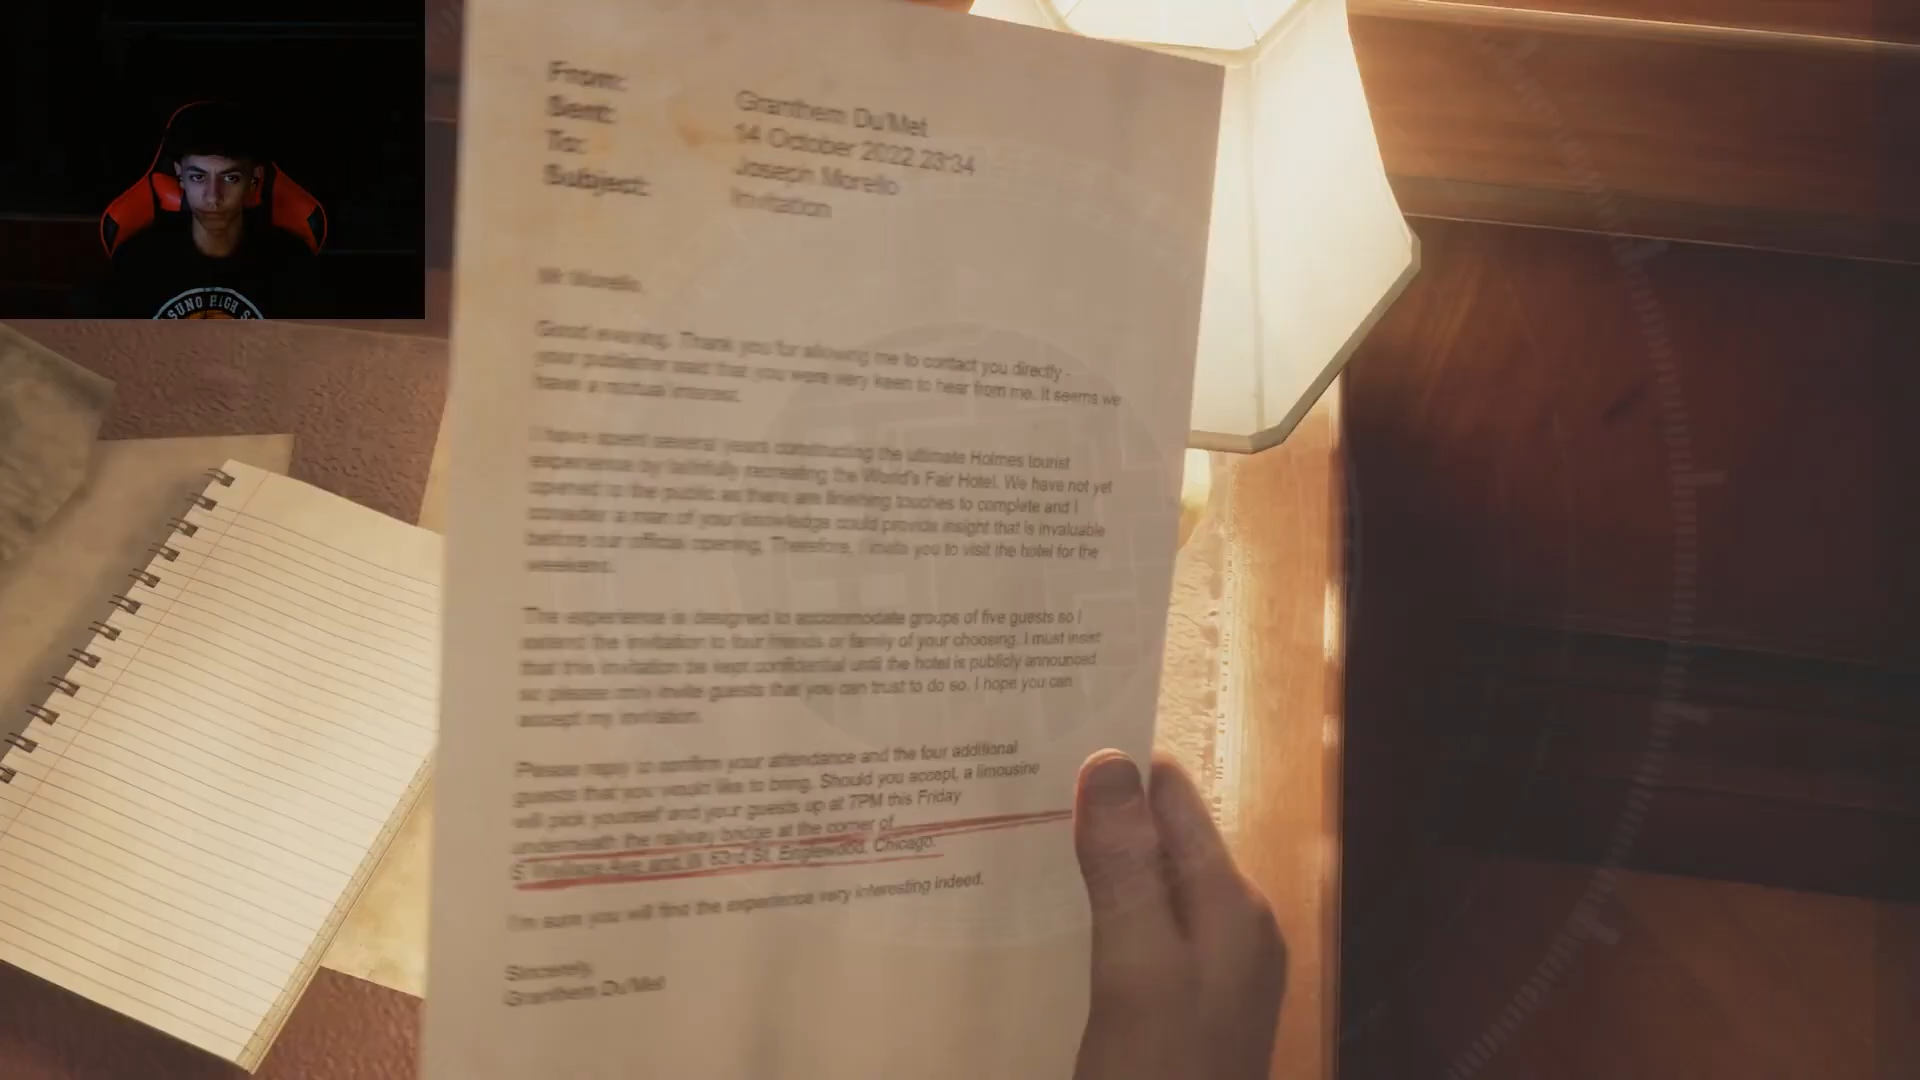 SUNO HIGH S
From: Granthem Du'Met
Sent: 14 October 2022 23:34
To: Joseph Morello
Subject: Invitation
Mr Morello,
Good evening. Thank you for allowing me to contact you directly -
your publisher said that you were very keen to hear from me. It seems we
have a mutual interest.
I have spent several years constructing the ultimate Holmes tourist
experience by faithfully recreating the World's Fair Hotel. We have not yet
opened to the public as there are finishing touches to complete and I
consider a man of your knowledge could provide insight that is invaluable
before our official opening. Therefore, I invite you to visit the hotel for the
weekend.
The experience is designed to accommodate groups of five guests so I
extend the invitation to four friends or family of your choosing. I must insist
that this invitation be kept confidential until the hotel is publicly announced
so please only invite guests that you can trust to do so. I hope you can
accept my invitation.
Please reply to confirm your attendance and the four additional
guests that you would like to bring. Should you accept, a limousine
will pick yourself and your guests up at 7PM this Friday
underneath the railway bridge at the corner of
S Wallace Ave and W 63rd St, Englewood, Chicago.
I'm sure you will find the experience very interesting indeed.
Sincerely,
Granthem Du'Met